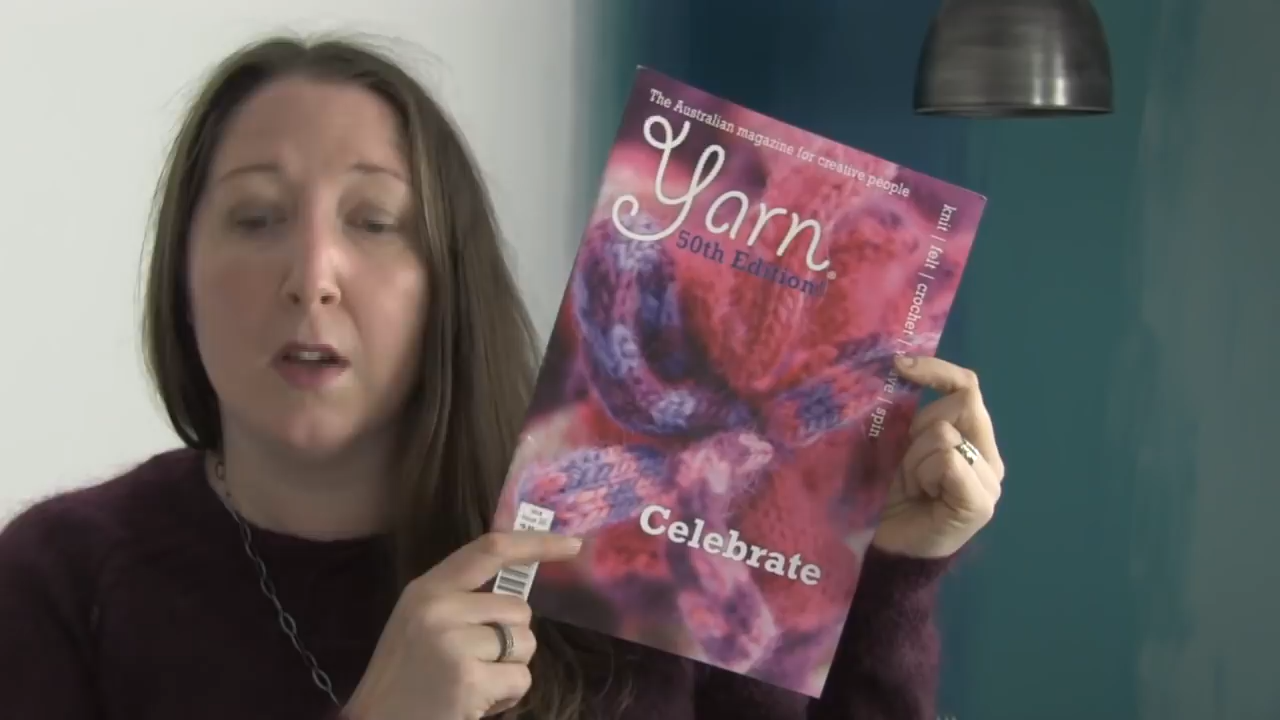 The Australian magazine for creative people
Yarn
50th Edition!
knit | felt | crochet | | spin
Celebrate